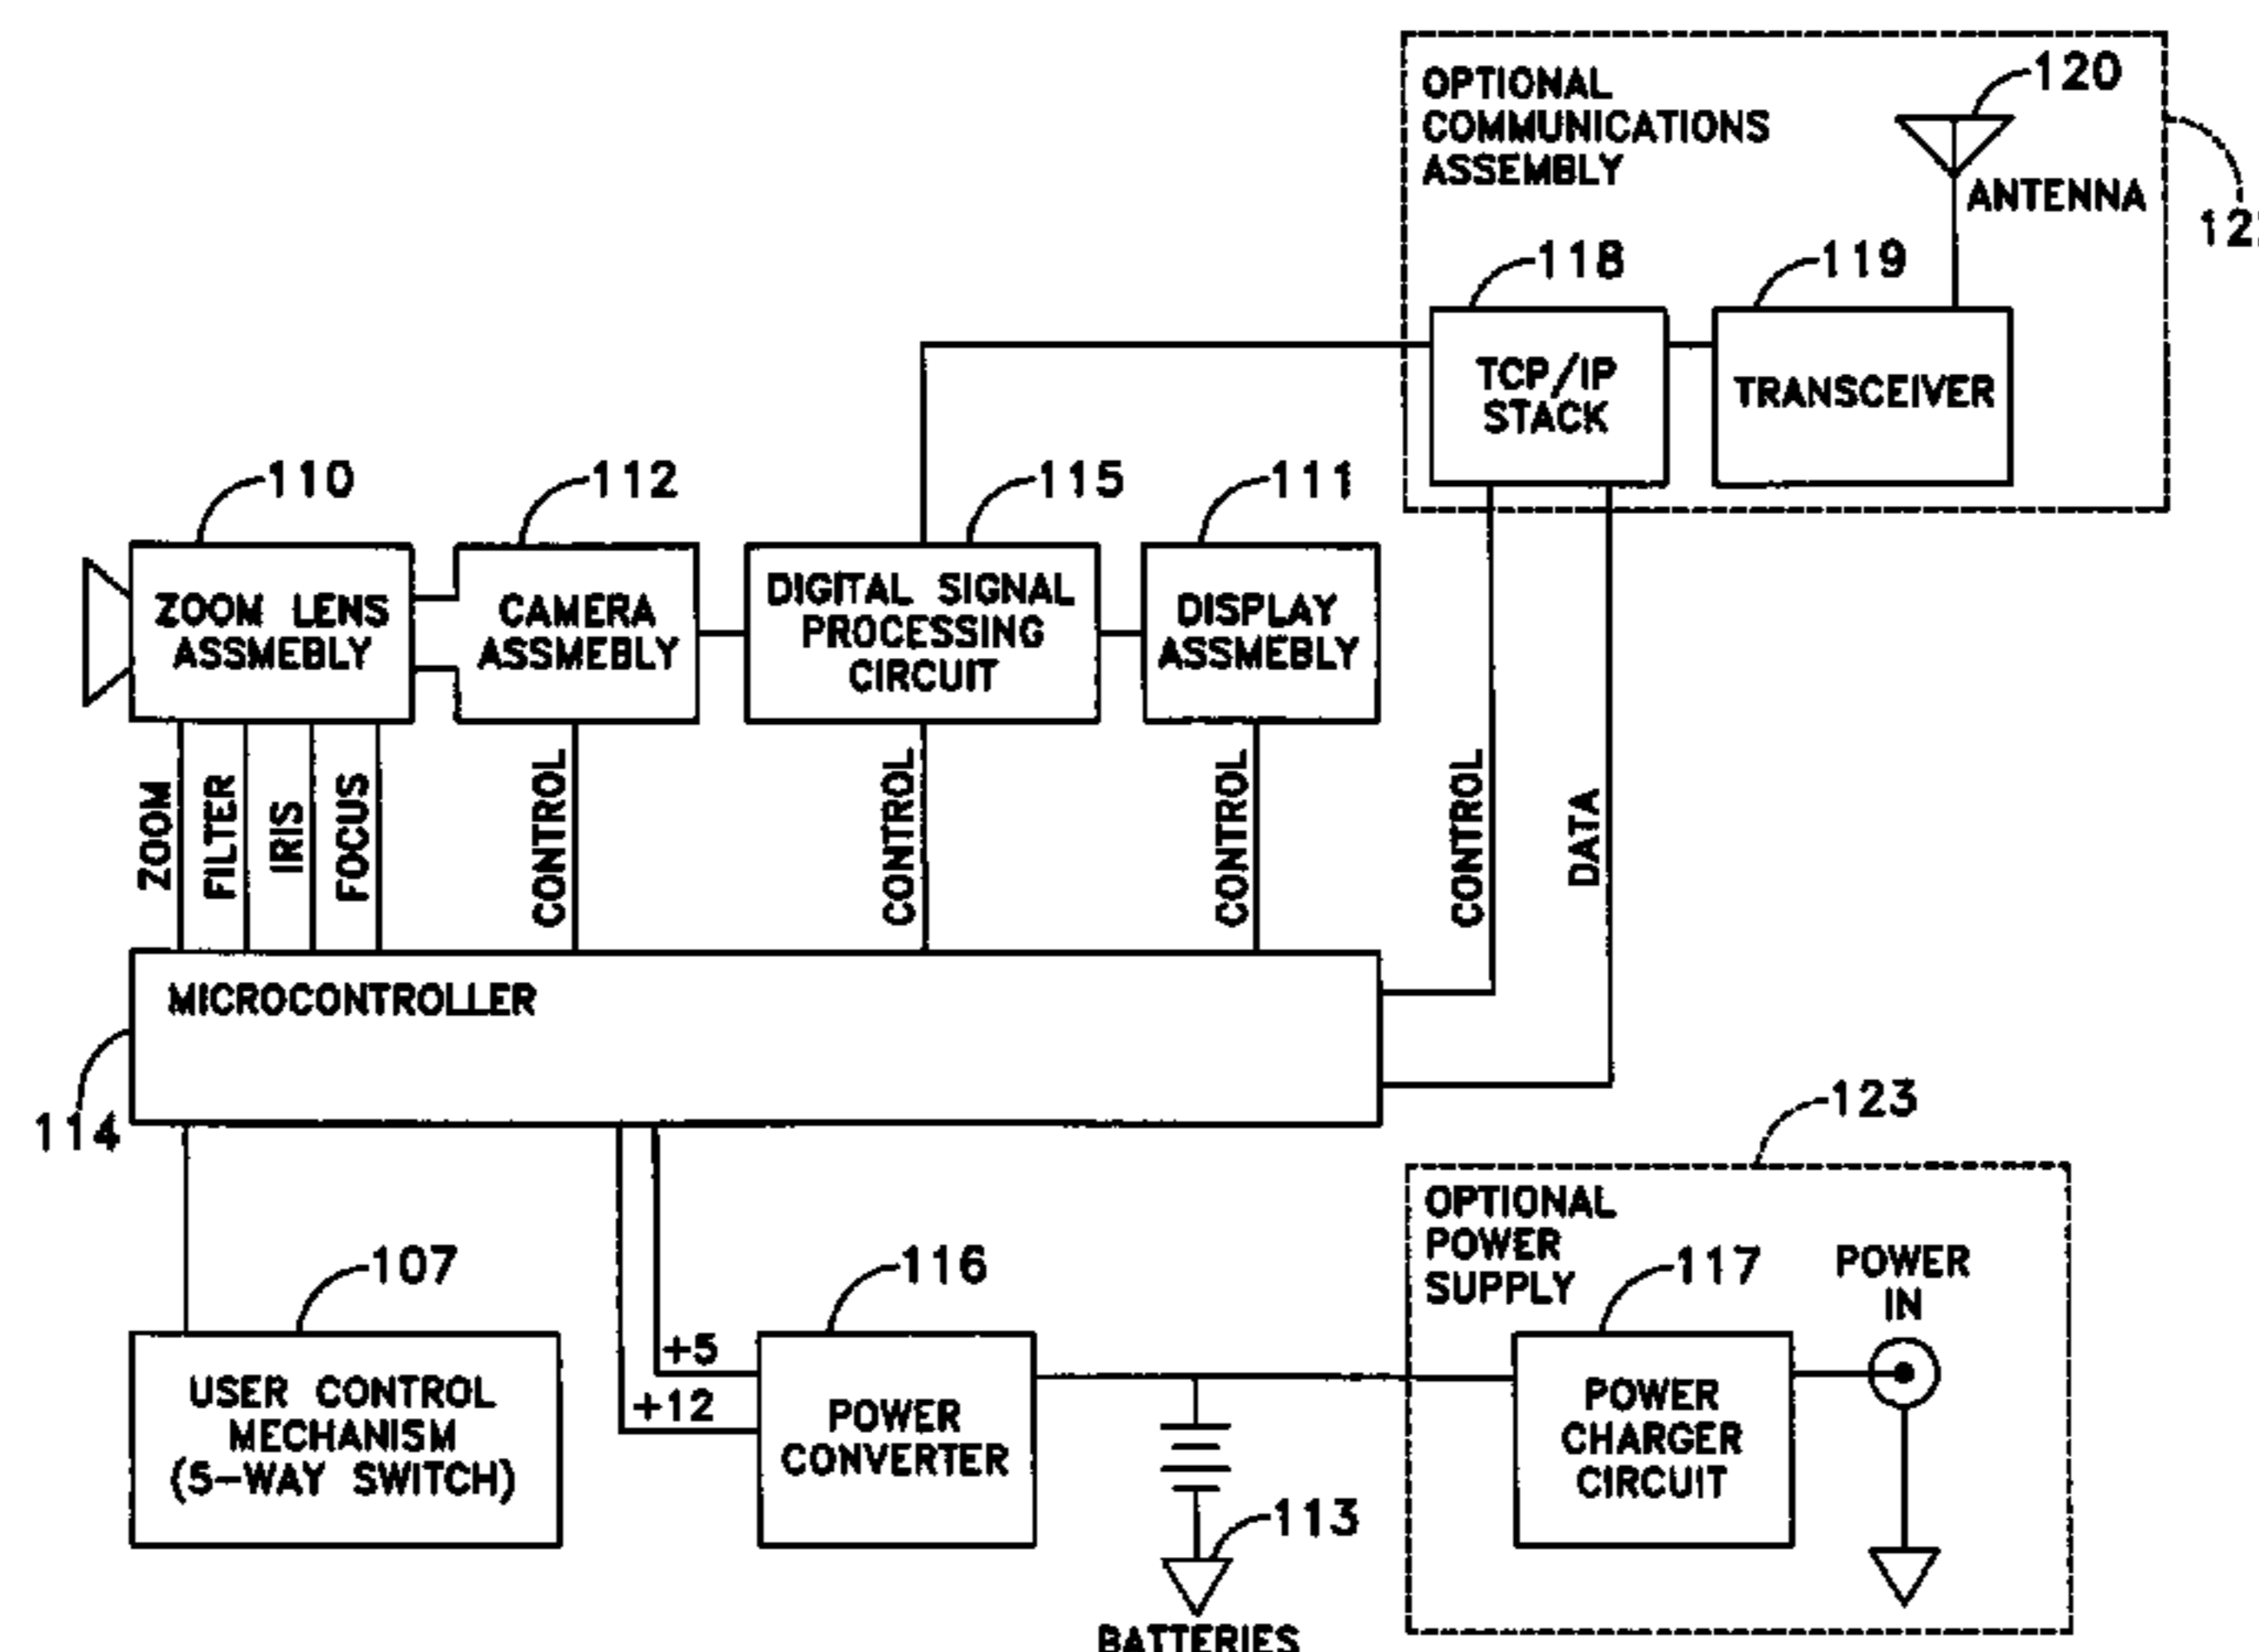 OPTIONAL
COMMUNICATIONS
ASSEMBLY
120
ANTENNA
118
119
TCP/IP
STACK
TRANSCEIVER
110
112
115
111
ZOOM LENS
ASSMEBLY
CAMERA
ASSMEBLY
DIGITAL SIGNAL
PROCESSING
CIRCUIT
DISPLAY
ASSMEBLY
ZOOM
FILTER
IRIS
FOCUS
CONTROL
CONTROL
CONTROL
CONTROL
DATA
MICROCONTROLLER
114
123
OPTIONAL
POWER
SUPPLY
107
116
117
POWER
IN
+5
+12
USER CONTROL
MECHANISM
(5-WAY SWITCH)
POWER
CONVERTER
POWER
CHARGER
CIRCUIT
113
BATTERIES